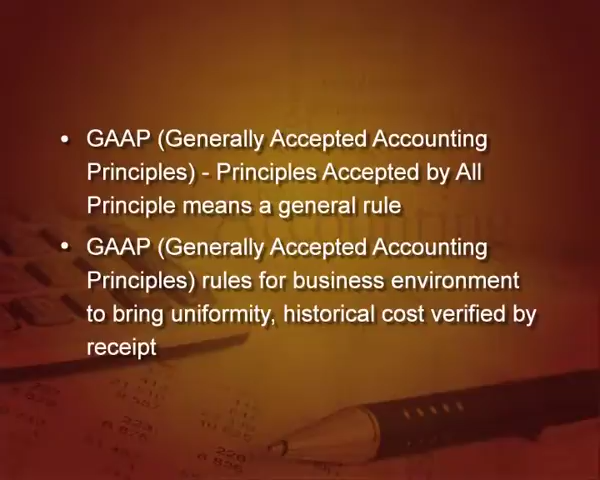 • GAAP (Generally Accepted Accounting
Principles) - Principles Accepted by All
Principle means a general rule
• GAAP (Generally Accepted Accounting
Principles) rules for business environment
to bring uniformity, historical cost verified by
receipt